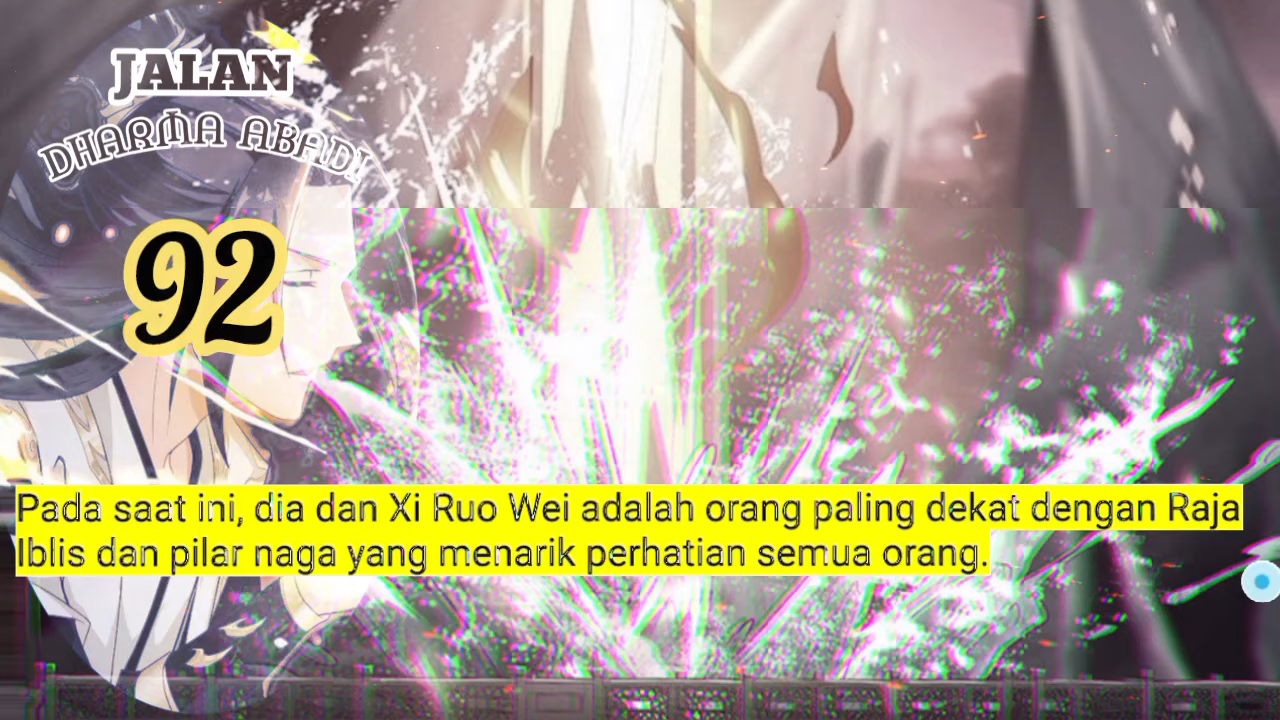 JALAN
DHARMA ABADI
92
Pada saat ini, dia dan Xi Ruo Wei adalah orang paling dekat dengan Raja
Iblis dan pilar naga yang menarik perhatian semua orang.